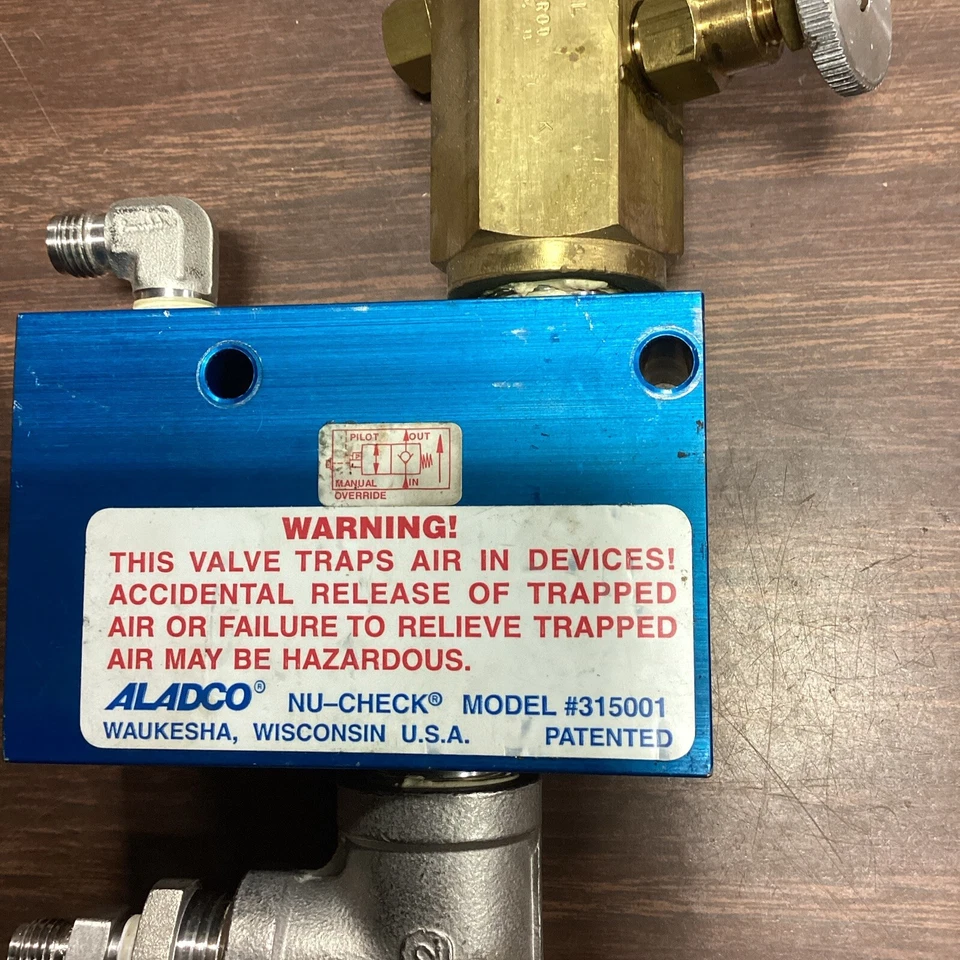 PILOT OUT
MANUAL IN
OVERRIDE
WARNING!
THIS VALVE TRAPS AIR IN DEVICES!
ACCIDENTAL RELEASE OF TRAPPED
AIR OR FAILURE TO RELIEVE TRAPPED
AIR MAY BE HAZARDOUS.
ALADCO® NU–CHECK® MODEL #315001
WAUKESHA, WISCONSIN U.S.A. PATENTED